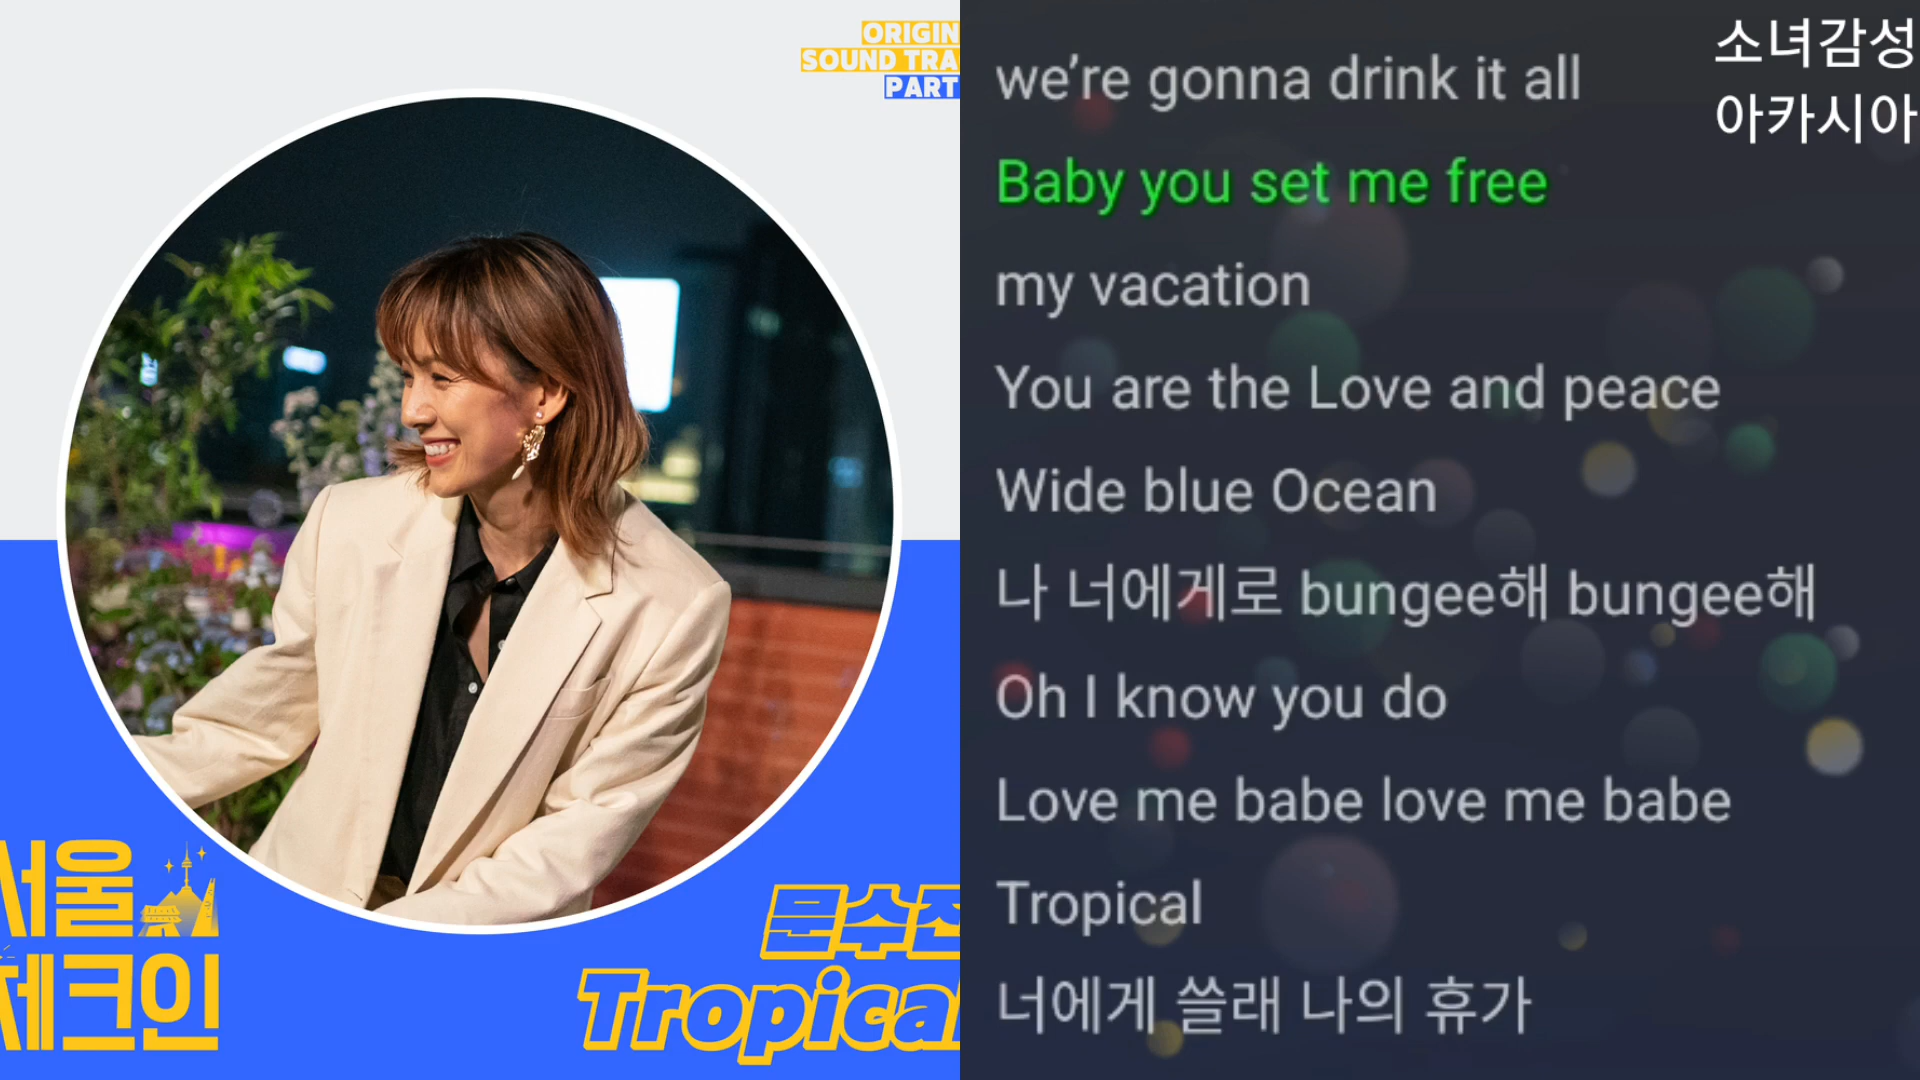 ORIGIN
SOUND TRA
PART
서울
체크인
문수진
Tropical
소녀감성
아카시아
we’re gonna drink it all
Baby you set me free
my vacation
You are the Love and peace
Wide blue Ocean
나 너에게로 bungee해 bungee해
Oh I know you do
Love me babe love me babe
Tropical
너에게 쓸래 나의 휴가